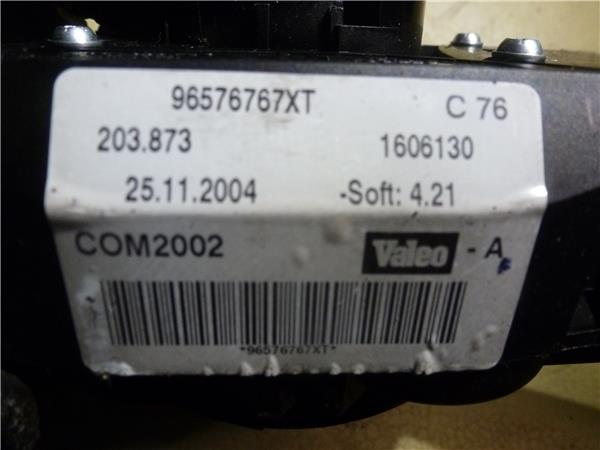 96576767XT C 76
203.873 1606130
25.11.2004 -Soft: 4.21
COM2002 Valeo - A
*96576767XT*